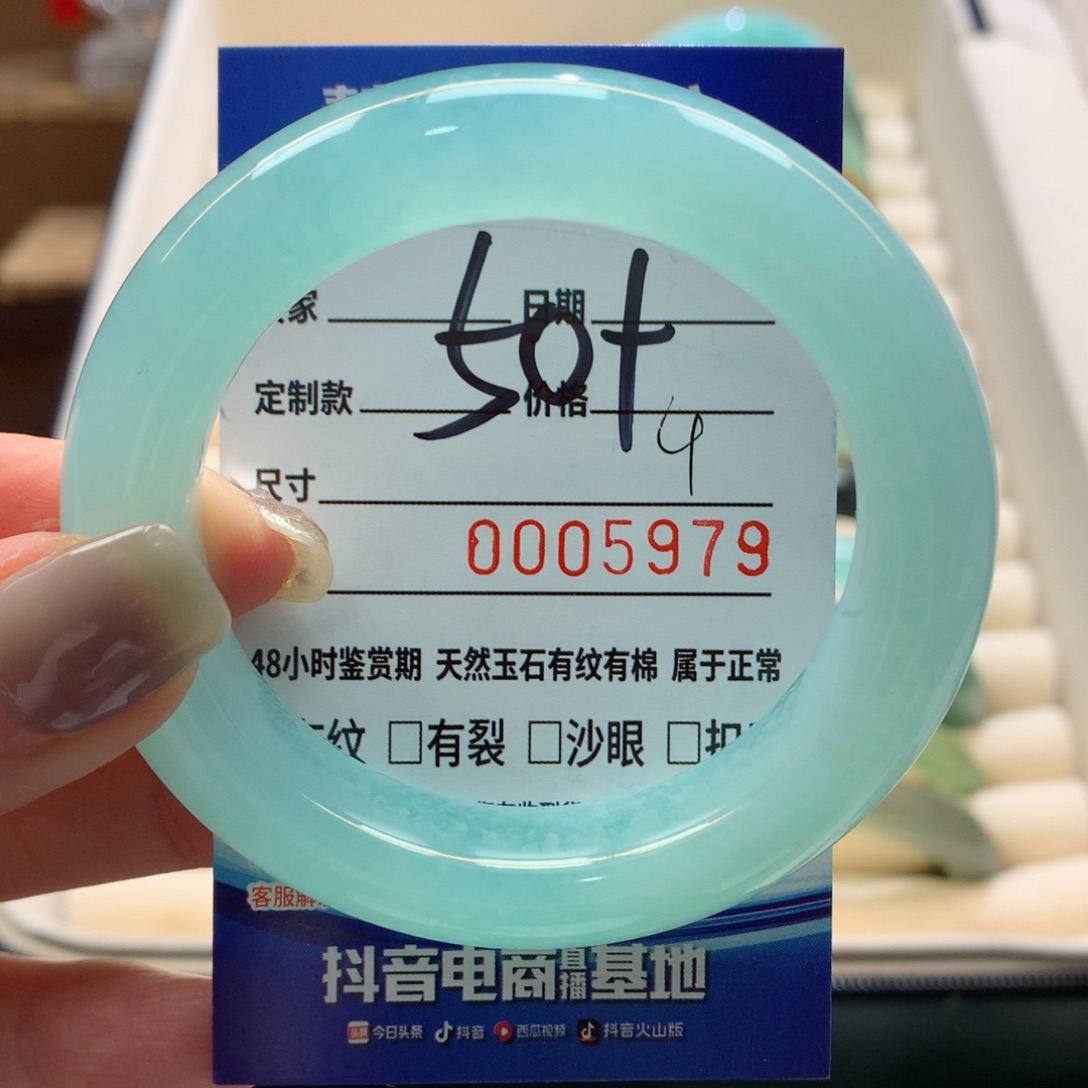 家 日期
50t
定制款 价格
4
尺寸
0005979
48小时鉴赏期 天然玉石有纹有棉 属于正常
纹 □有裂 □沙眼 □
客服解
抖音电商直播基地
今日头条 抖音 西瓜视频 抖音火山版